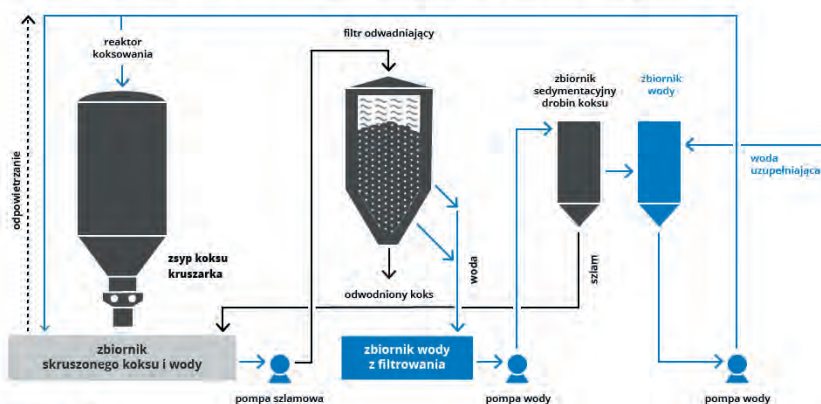 reaktor
koksowania
filtr odwadniający
zbiornik
sedymentacyjny
drobin koksu
zbiornik
wody
woda
uzupełniająca
odpowietrzanie
zsyp koksu
kruszarka
odwodniony koks
woda
szlam
zbiornik
skruszonego koksu i wody
zbiornik wody
z filtrowania
pompa szlamowa
pompa wody
pompa wody